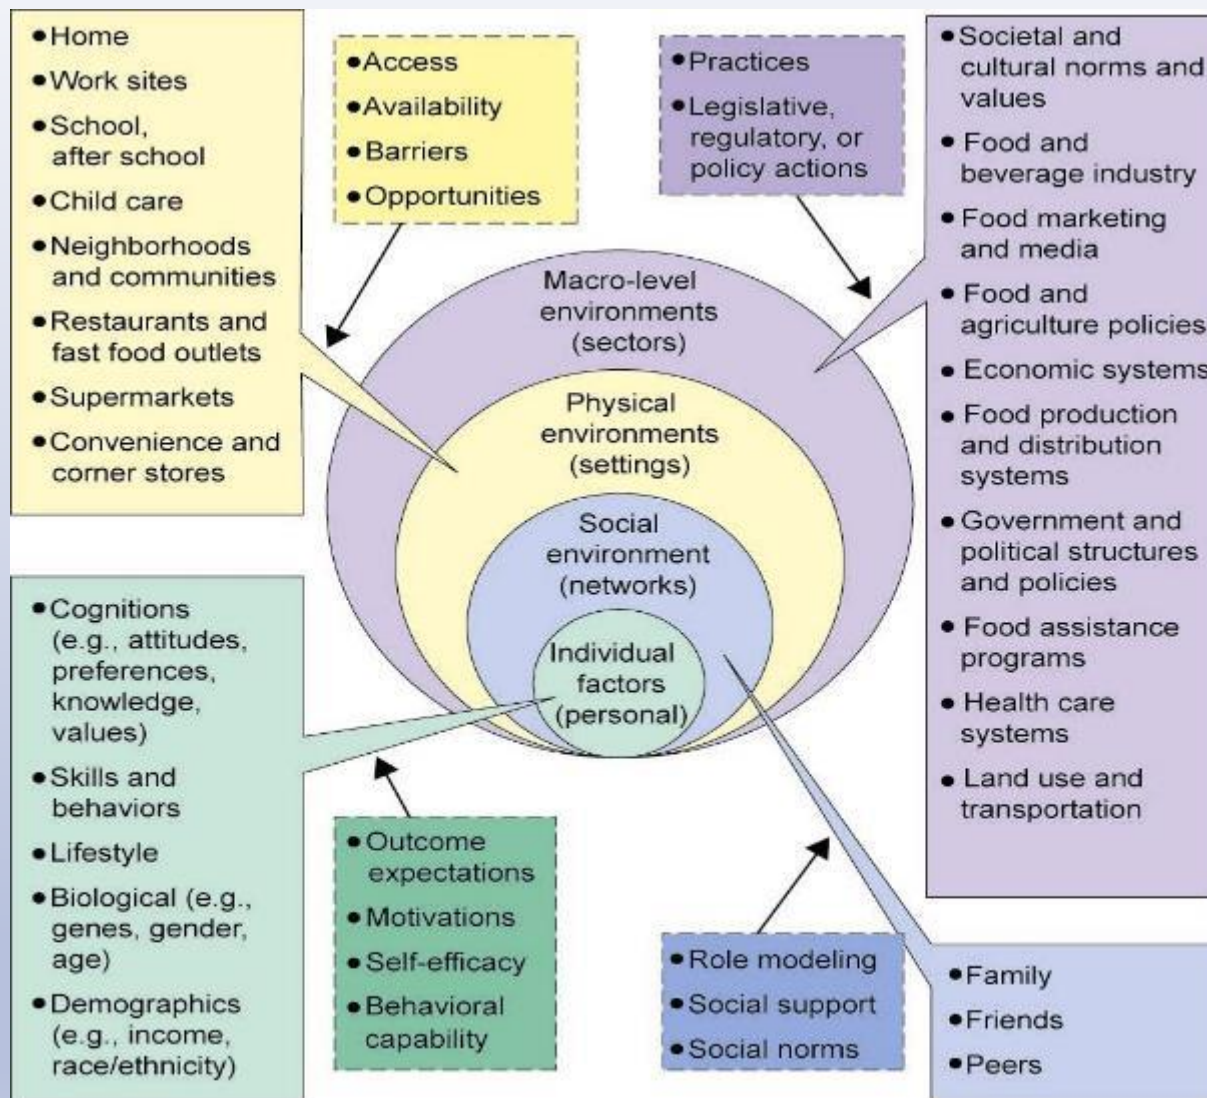 • Home
• Work sites
• School,
after school
• Child care
• Neighborhoods
and communities
• Restaurants and
fast food outlets
• Supermarkets
• Convenience and
corner stores
• Access
• Availability
• Barriers
• Opportunities
• Practices
• Legislative,
regulatory, or
policy actions
• Societal and
cultural norms and
values
• Food and
beverage industry
• Food marketing
and media
• Food and
agriculture policies
• Economic systems
• Food production
and distribution
systems
• Government and
political structures
and policies
• Food assistance
programs
• Health care
systems
• Land use and
transportation
Macro-level
environments
(sectors)
Physical
environments
(settings)
Social
environment
(networks)
Individual
factors
(personal)
• Cognitions
(e.g., attitudes,
preferences,
knowledge,
values)
• Skills and
behaviors
• Lifestyle
• Biological (e.g.,
genes, gender,
age)
• Demographics
(e.g., income,
race/ethnicity)
• Outcome
expectations
• Motivations
• Self-efficacy
• Behavioral
capability
• Role modeling
• Social support
• Social norms
• Family
• Friends
• Peers